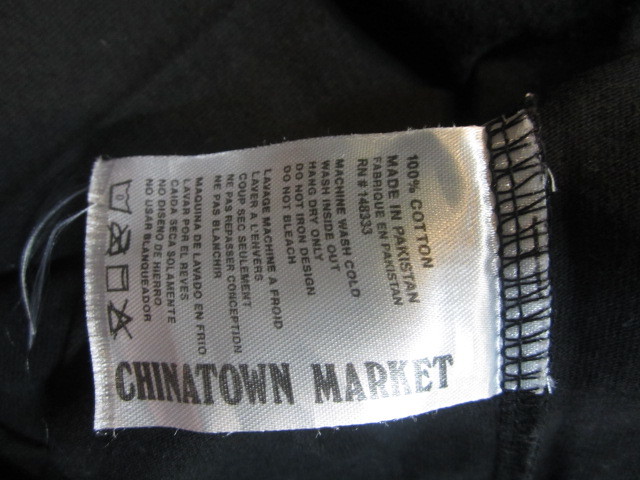 100% COTTON
MADE IN PAKISTAN
FABRIQUE EN PAKISTAN
RN# 148333
MACHINE WASH COLD
WASH INSIDE OUT
HANG DRY ONLY
DO NOT IRON DESIGN
DO NOT BLEACH
LAVAGE MACHINE A FROID
LAVER A L'ENVERS
COUP SEC SEULEMENT
NE PAS REPASSER CONCEPTION
NE PAS BLANCHIR
MAQUINA DE LAVADO EN FRIO
LAVAR POR EL REVES
CAIDA SECA SOLAMENTE
NO DISENO DE HIERRO
NO USAR BLANQUEADOR
CHINATOWN MARKET